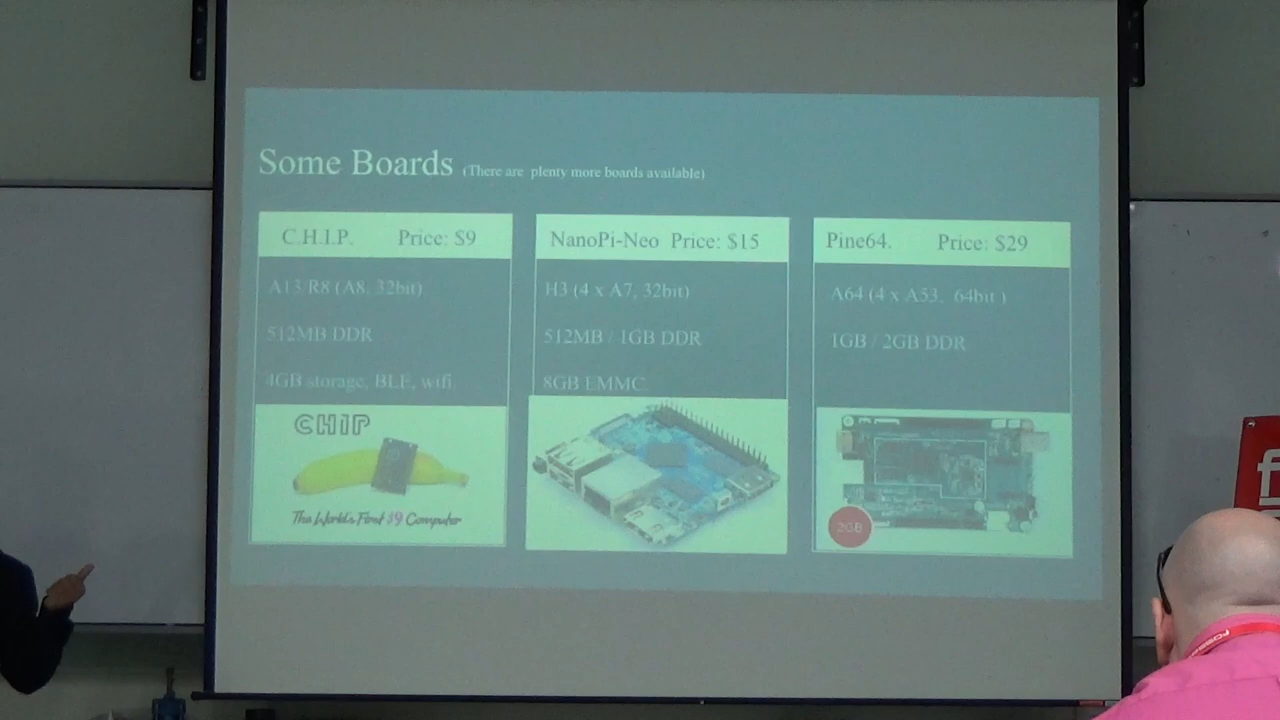 Some Boards (There are plenty more boards available)
C.H.I.P. Price: $9
A13/R8 (A8, 32bit)
512MB DDR
4GB storage, BLE, wifi
CHIP
The World's First $9 Computer
NanoPi-Neo Price: $15
H3 (4 x A7, 32bit)
512MB / 1GB DDR
8GB EMMC
Pine64. Price: $29
A64 (4 x A53, 64bit )
1GB / 2GB DDR
2GB
f